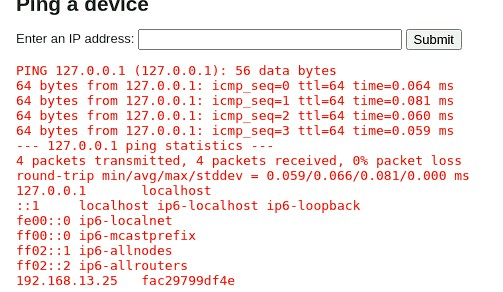 Ping a device
Enter an IP address:
Submit
PING 127.0.0.1 (127.0.0.1): 56 data bytes
64 bytes from 127.0.0.1: icmp_seq=0 ttl=64 time=0.064 ms
64 bytes from 127.0.0.1: icmp_seq=1 ttl=64 time=0.081 ms
64 bytes from 127.0.0.1: icmp_seq=2 ttl=64 time=0.060 ms
64 bytes from 127.0.0.1: icmp_seq=3 ttl=64 time=0.059 ms
--- 127.0.0.1 ping statistics ---
4 packets transmitted, 4 packets received, 0% packet loss
round-trip min/avg/max/stddev = 0.059/0.066/0.081/0.000 ms
127.0.0.1	localhost
::1	localhost ip6-localhost ip6-loopback
fe00::0 ip6-localnet
ff00::0 ip6-mcastprefix
ff02::1 ip6-allnodes
ff02::2 ip6-allrouters
192.168.13.25	fac29799df4e